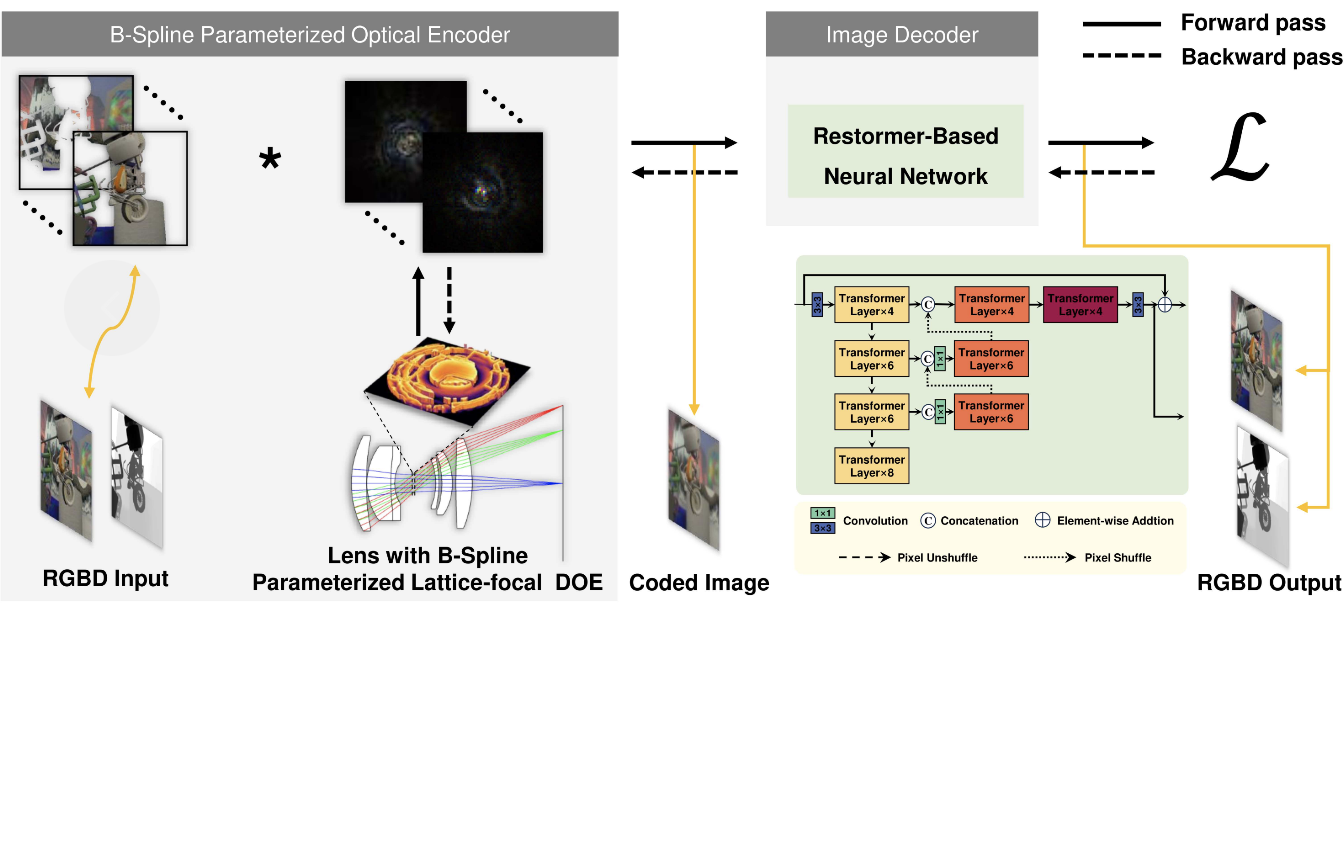 B-Spline Parameterized Optical Encoder
Image Decoder
Forward pass
Backward pass
*
Restormer-Based
Neural Network
ℒ
3×3
Transformer
Layer×4
C
Transformer
Layer×4
Transformer
Layer×4
3×3
Transformer
Layer×6
C
1×1
Transformer
Layer×6
Transformer
Layer×6
C
1×1
Transformer
Layer×6
Transformer
Layer×8
1×1
3×3
Convolution
C
Concatenation
Element-wise Addtion
Pixel Unshuffle
Pixel Shuffle
RGBD Input
Lens with B-Spline
Parameterized Lattice-focal DOE
Coded Image
RGBD Output